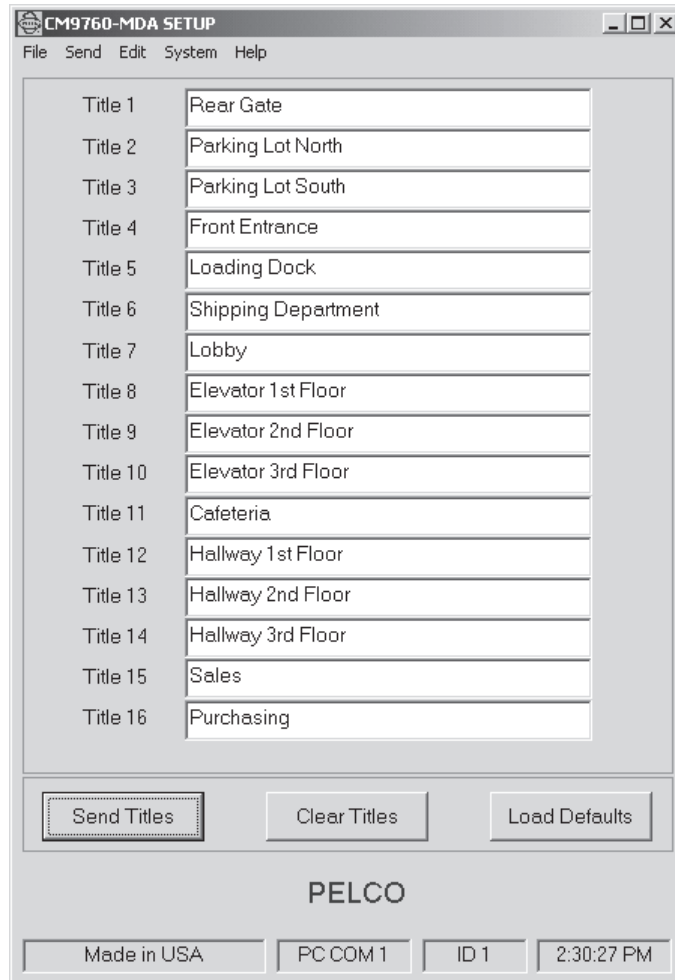 CM9760-MDA SETUP
File Send Edit System Help
Title 1 Rear Gate
Title 2 Parking Lot North
Title 3 Parking Lot South
Title 4 Front Entrance
Title 5 Loading Dock
Title 6 Shipping Department
Title 7 Lobby
Title 8 Elevator 1st Floor
Title 9 Elevator 2nd Floor
Title 10 Elevator 3rd Floor
Title 11 Cafeteria
Title 12 Hallway 1st Floor
Title 13 Hallway 2nd Floor
Title 14 Hallway 3rd Floor
Title 15 Sales
Title 16 Purchasing
Send Titles Clear Titles Load Defaults
PELCO
Made in USA PC COM 1 ID 1 2:30:27 PM